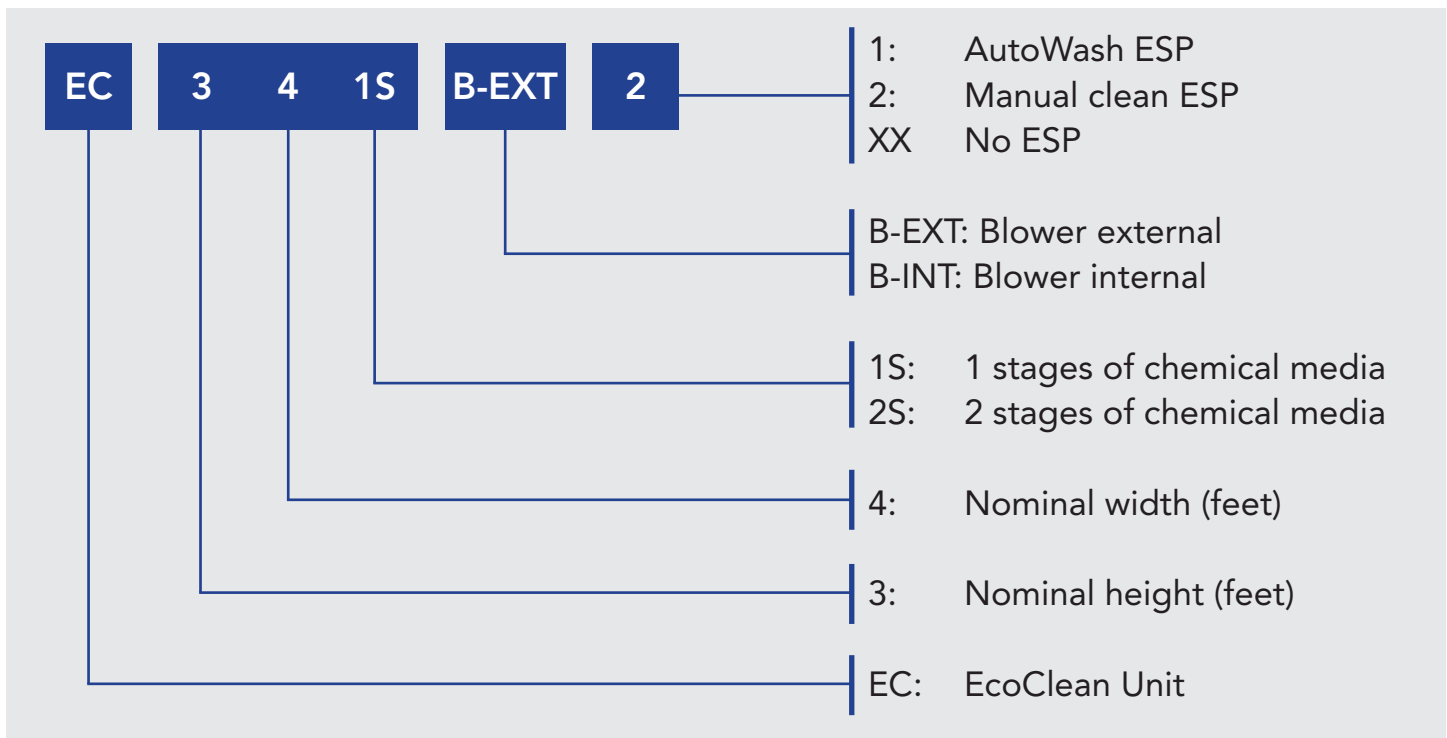 EC 3 4 1S B-EXT 2
1: AutoWash ESP
2: Manual clean ESP
XX No ESP
B-EXT: Blower external
B-INT: Blower internal
1S: 1 stages of chemical media
2S: 2 stages of chemical media
4: Nominal width (feet)
3: Nominal height (feet)
EC: EcoClean Unit